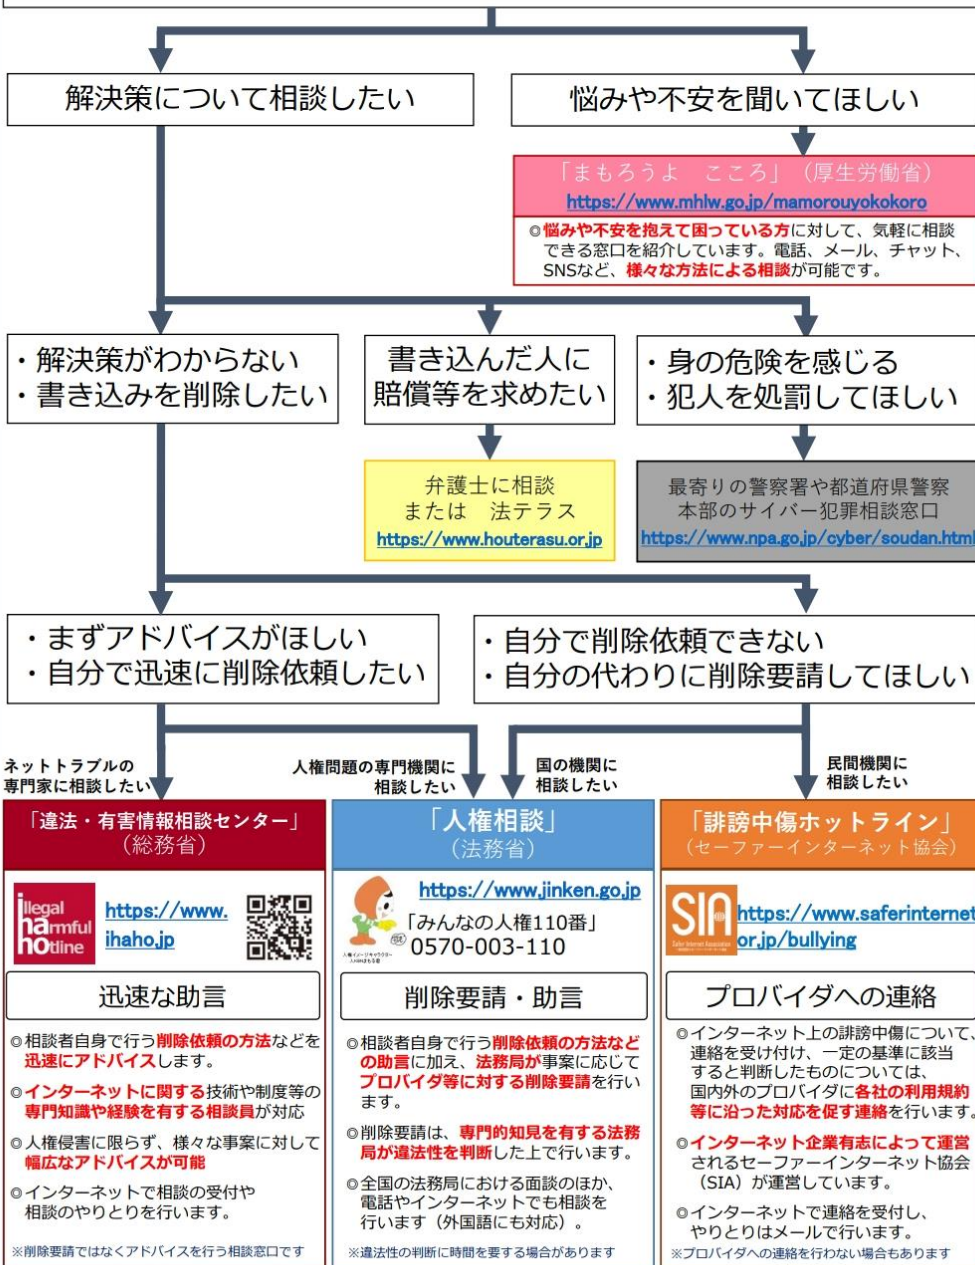 解決策について相談したい
悩みや不安を聞いてほしい
「まもろうよ　こころ」（厚生労働省）
https://www.mhlw.go.jp/mamorouyokokoro
◎悩みや不安を抱えて困っている方に対して、気軽に相談
できる窓口を紹介しています。電話、メール、チャット、
SNSなど、様々な方法による相談が可能です。
・解決策がわからない
・書き込みを削除したい
書き込んだ人に
賠償等を求めたい
・身の危険を感じる
・犯人を処罰してほしい
弁護士に相談
または　法テラス
https://www.houterasu.or.jp
最寄りの警察署や都道府県警察
本部のサイバー犯罪相談窓口
https://www.npa.go.jp/cyber/soudan.html
・まずアドバイスがほしい
・自分で迅速に削除依頼したい
・自分で削除依頼できない
・自分の代わりに削除要請してほしい
ネットトラブルの
専門家に相談したい
人権問題の専門機関に
相談したい
国の機関に
相談したい
民間機関に
相談したい
「違法・有害情報相談センター」
（総務省）
illegal
harmful
hotline
https://www.
ihaho.jp
迅速な助言
◎相談者自身で行う削除依頼の方法などを
迅速にアドバイスします。
◎インターネットに関する技術や制度等の
専門知識や経験を有する相談員が対応
◎人権侵害に限らず、様々な事案に対して
幅広なアドバイスが可能
◎インターネットで相談の受付や
相談のやりとりを行います。
※削除要請ではなくアドバイスを行う相談窓口です
「人権相談」
（法務省）
https://www.jinken.go.jp
「みんなの人権110番」
0570-003-110
人権イメージキャラクター
人KENまもる君
削除要請・助言
◎相談者自身で行う削除依頼の方法など
の助言に加え、法務局が事案に応じて
プロバイダ等に対する削除要請を行い
ます。
◎削除要請は、専門的知見を有する法務
局が違法性を判断した上で行います。
◎全国の法務局における面談のほか、
電話やインターネットでも相談を
行います（外国語にも対応）。
※違法性の判断に時間を要する場合があります
「誹謗中傷ホットライン」
（セーファーインターネット協会）
SIA
Safer Internet Association
https://www.saferinternet
or.jp/bullying
プロバイダへの連絡
◎インターネット上の誹謗中傷について、
連絡を受け付け、一定の基準に該当
すると判断したものについては、
国内外のプロバイダに各社の利用規約
等に沿った対応を促す連絡を行います。
◎インターネット企業有志によって運営
されるセーファーインターネット協会
（SIA）が運営しています。
◎インターネットで連絡を受付し、
やりとりはメールで行います。
※プロバイダへの連絡を行わない場合もあります